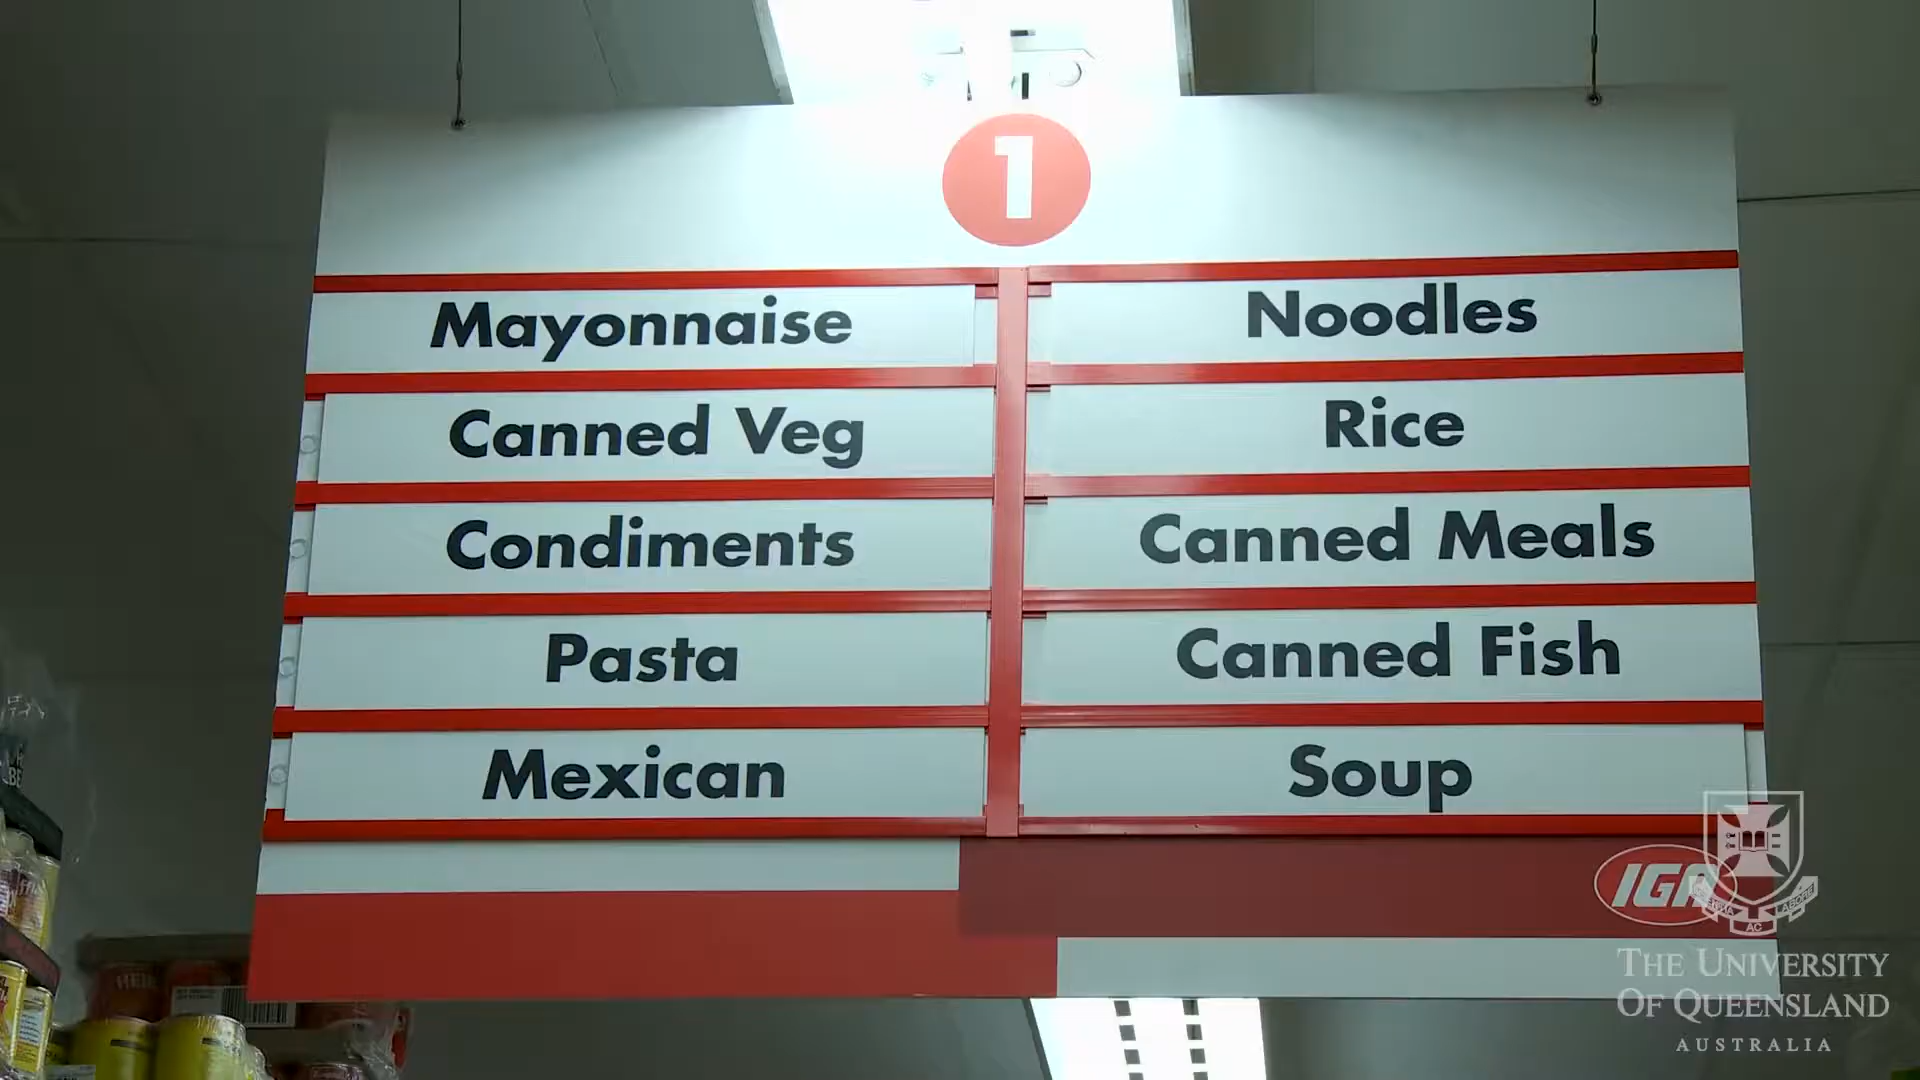 1
Mayonnaise
Canned Veg
Condiments
Pasta
Mexican
Noodles
Rice
Canned Meals
Canned Fish
Soup
IGA
AC
THE UNIVERSITY
OF QUEENSLAND
AUSTRALIA